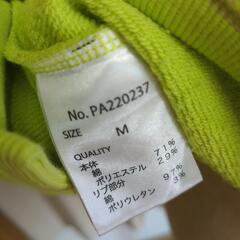 No. PA220237
SIZE M
QUALITY
本体
綿 71%
ポリエステル 29%
リブ部分
綿 97%
ポリウレタン 3%